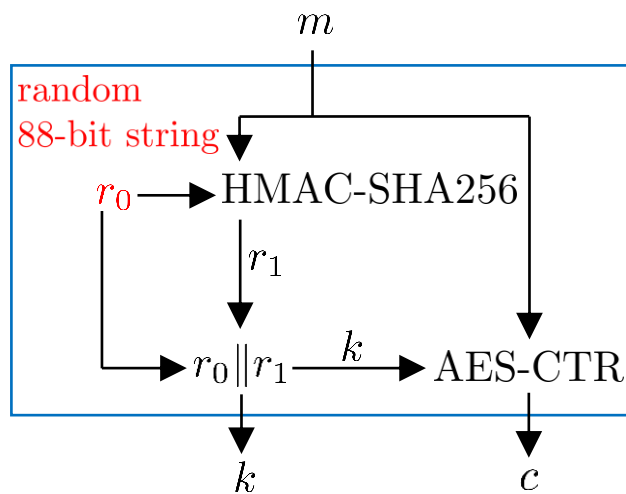 m
random
88-bit string
r₀ HMAC-SHA256
r₁
r₀∥r₁ k AES-CTR
k c